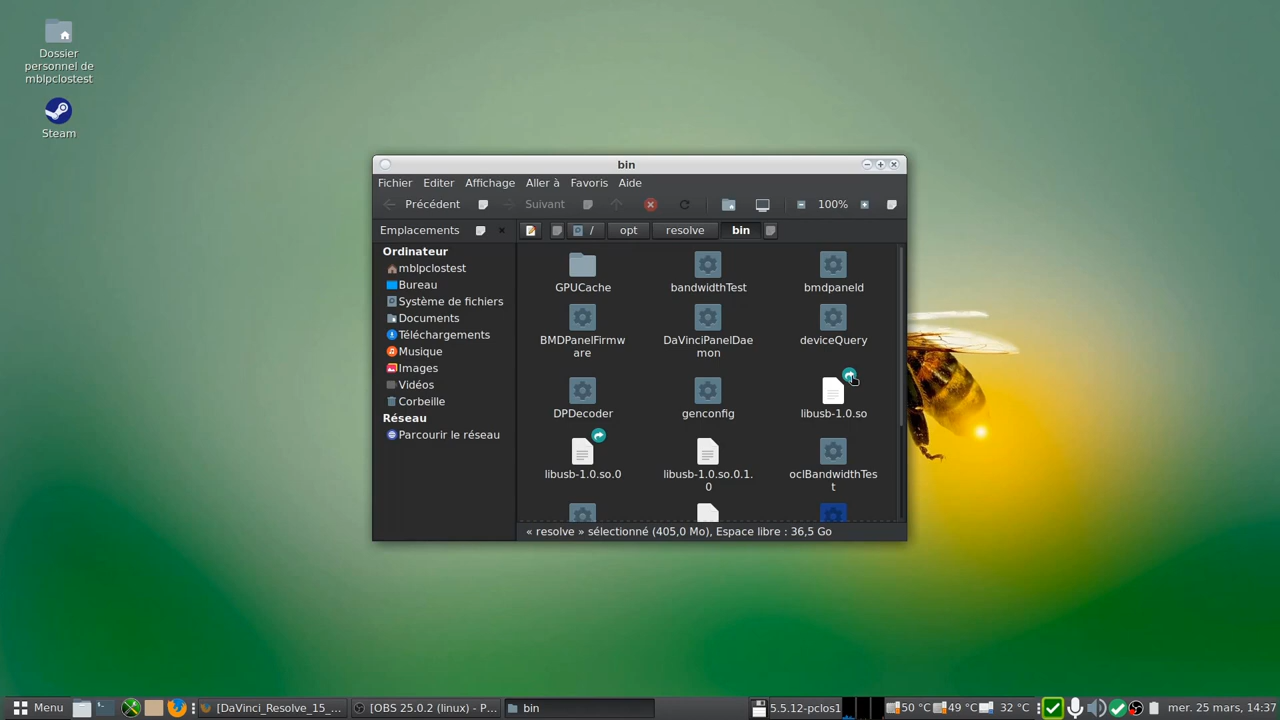 Dossier
personnel de
mblpclostest
Steam
bin
Fichier Editer Affichage Aller à Favoris Aide
Précédent Suivant 100%
Emplacements / opt resolve bin
Ordinateur
mblpclostest
Bureau
Système de fichiers
Documents
Téléchargements
Musique
Images
Vidéos
Corbeille
Réseau
Parcourir le réseau
GPUCache bandwidthTest bmdpaneld
BMDPanelFirmw
are
DaVinciPanelDae
mon
deviceQuery
DPDecoder genconfig libusb-1.0.so
libusb-1.0.so.0
libusb-1.0.so.0.1.
0
oclBandwidthTes
t
« resolve » sélectionné (405,0 Mo), Espace libre : 36,5 Go
Menu [DaVinci_Resolve_15_... [OBS 25.0.2 (linux) - P... bin 5.5.12-pclos1 50 °C 49 °C 32 °C mer. 25 mars, 14:37